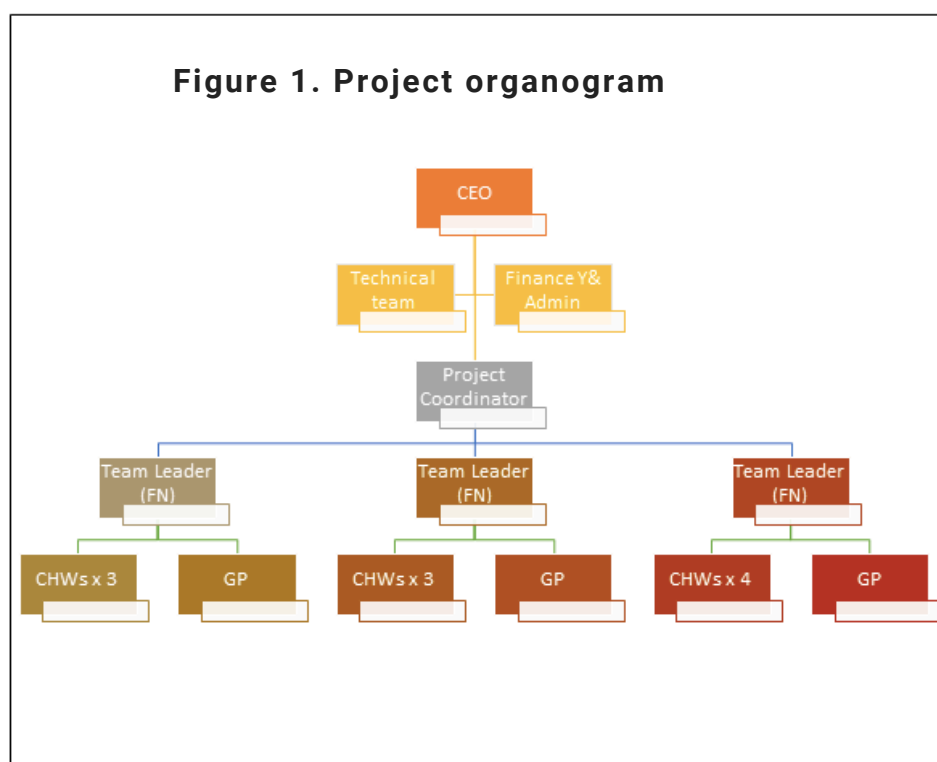 Figure 1. Project organogram
CEO
Technical
team
Finance Y&
Admin
Project
Coordinator
Team Leader
(FN)
Team Leader
(FN)
Team Leader
(FN)
CHWs x 3
GP
CHWs x 3
GP
CHWs x 4
GP